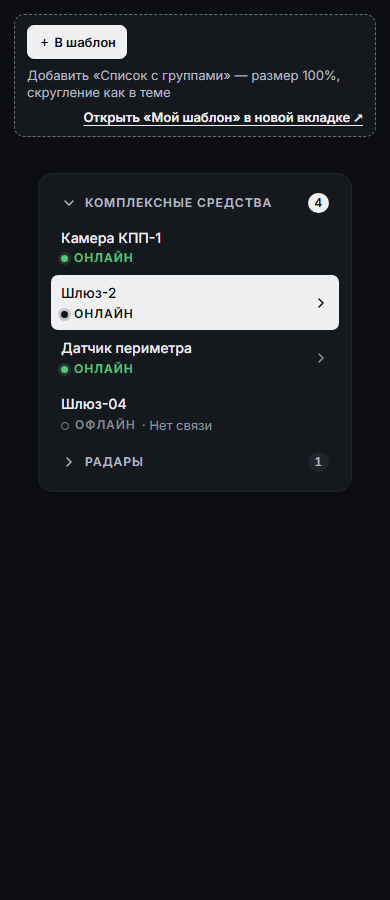 + В шаблон
Добавить «Список с группами» — размер 100%,
скругление как в теме
Открыть «Мой шаблон» в новой вкладке ↗
КОМПЛЕКСНЫЕ СРЕДСТВА 4
Камера КПП-1
ОНЛАЙН
Шлюз-2
ОНЛАЙН
Датчик периметра
ОНЛАЙН
Шлюз-04
ОФЛАЙН · Нет связи
РАДАРЫ 1